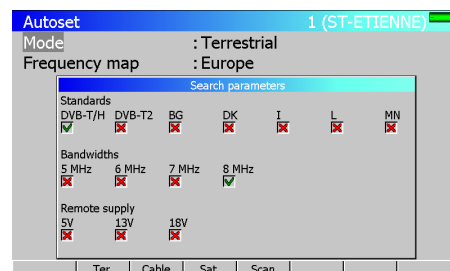 Autoset 1 (ST-ETIENNE)
Mode : Terrestrial
Frequency map : Europe
Search parameters
Standards
DVB-T/H DVB-T2 BG DK I L MN
Bandwidths
5 MHz 6 MHz 7 MHz 8 MHz
Remote supply
5V 13V 18V
Ter Cable Sat Scan